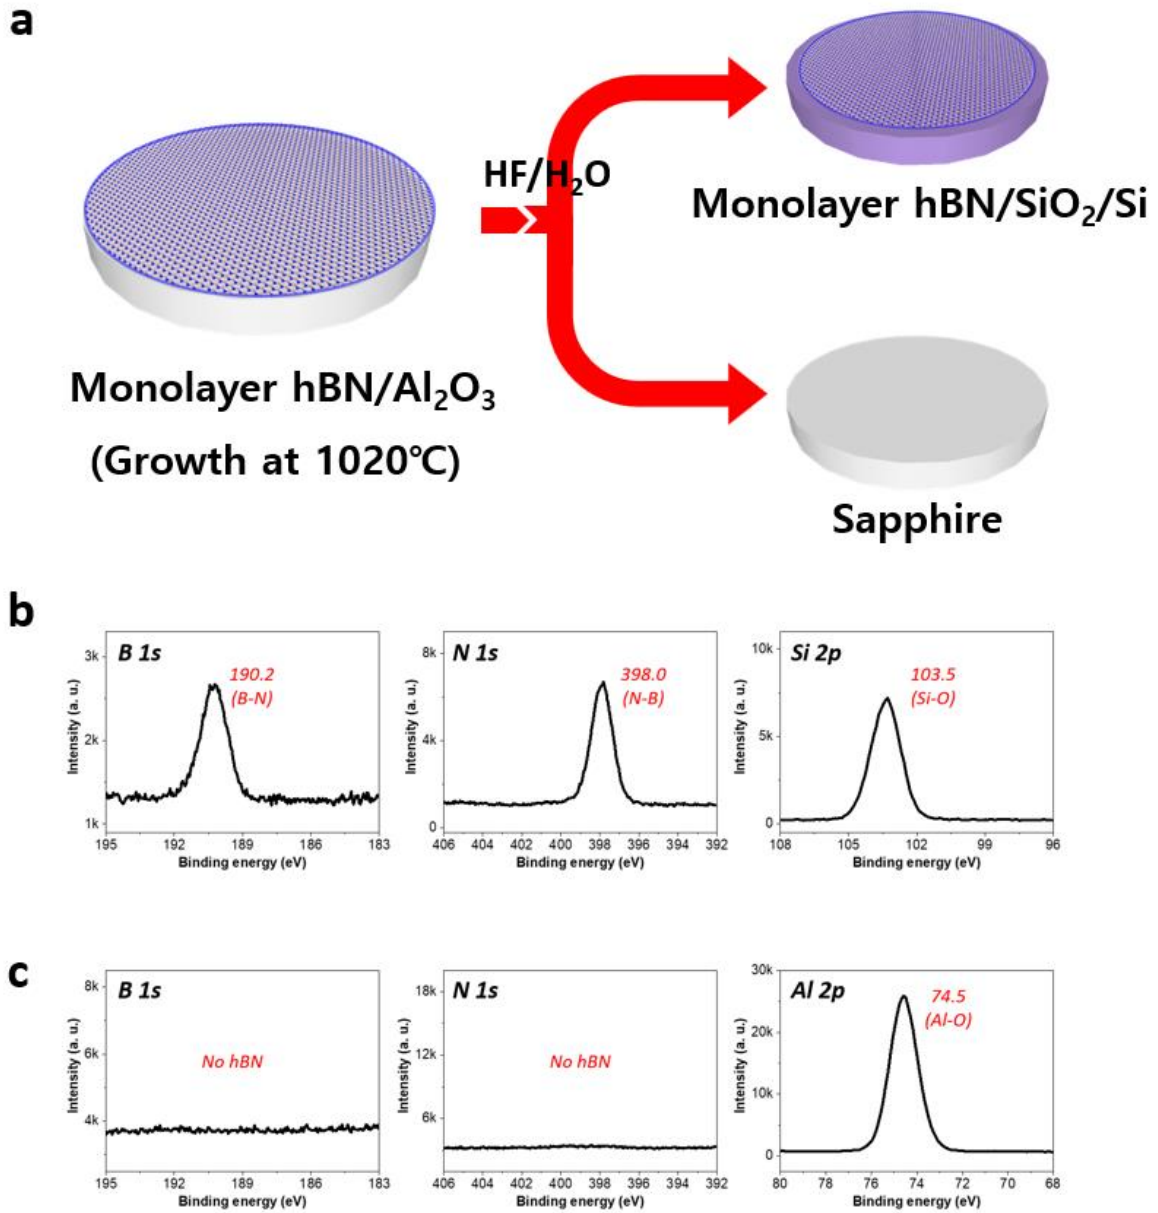 a
HF/H₂O
Monolayer hBN/SiO₂/Si
Monolayer hBN/Al₂O₃
(Growth at 1020℃)
Sapphire
b
B 1s
190.2
(B-N)
3k
2k
1k
Intensity (a. u.)
195 192 189 186 183
Binding energy (eV)
N 1s
398.0
(N-B)
8k
4k
0
Intensity (a. u.)
406 404 402 400 398 396 394 392
Binding energy (eV)
Si 2p
103.5
(Si-O)
10k
5k
0
Intensity (a. u.)
108 105 102 99 96
Binding energy (eV)
c
B 1s
No hBN
8k
6k
4k
Intensity (a. u.)
195 192 189 186 183
Binding energy (eV)
N 1s
No hBN
18k
12k
6k
Intensity (a. u.)
406 404 402 400 398 396 394 392
Binding energy (eV)
Al 2p
74.5
(Al-O)
30k
20k
10k
0
Intensity (a. u.)
80 78 76 74 72 70 68
Binding energy (eV)